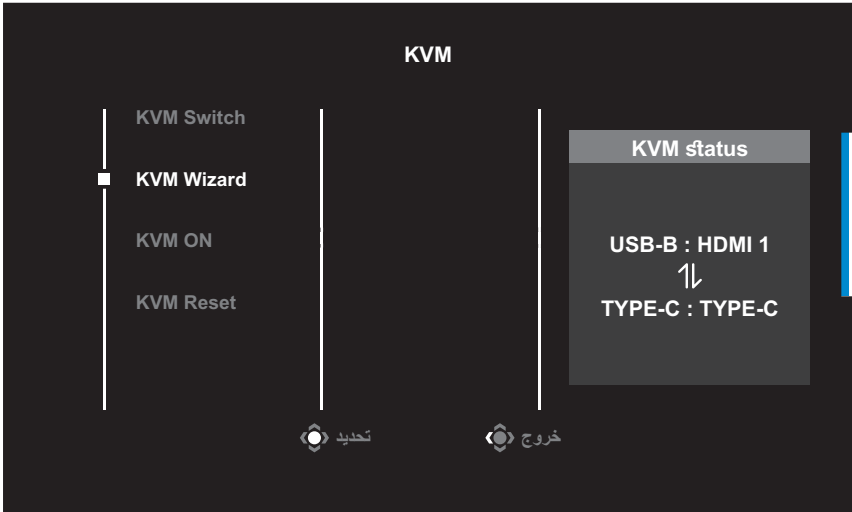 KVM
KVM Switch
KVM Wizard
KVM ON
KVM Reset
KVM status
USB-B : HDMI 1
TYPE-C : TYPE-C
تحديد
خروج